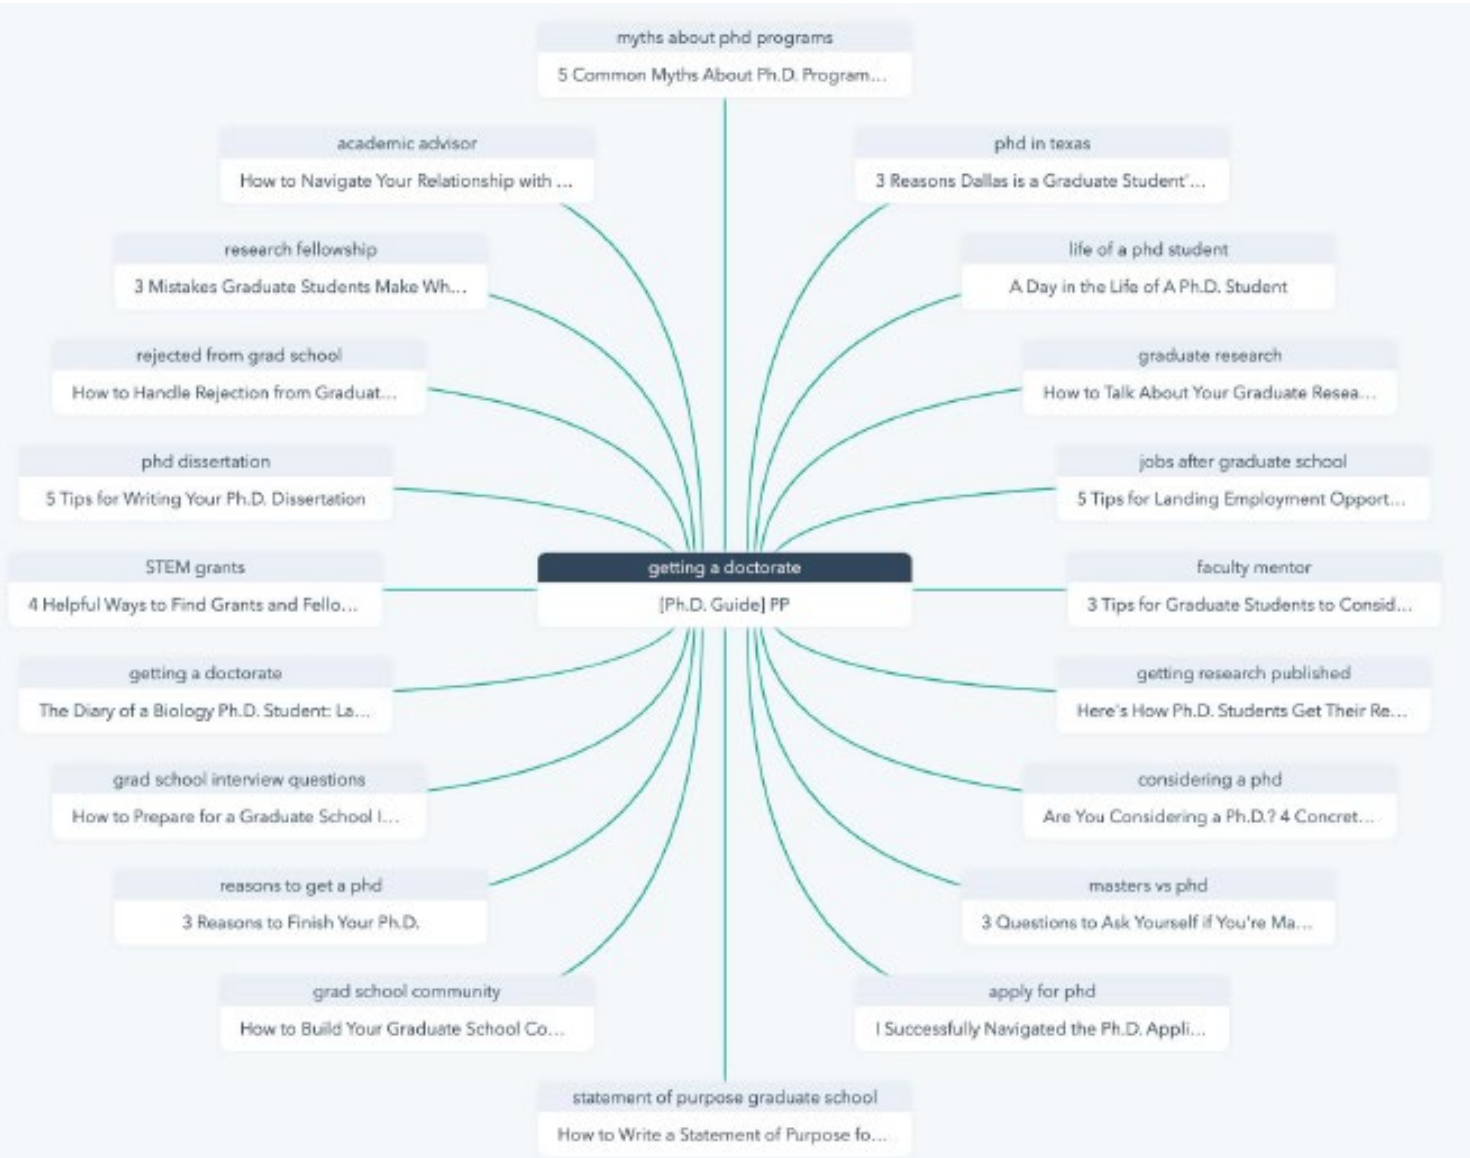 myths about phd programs
5 Common Myths About Ph.D. Program...
academic advisor
How to Navigate Your Relationship with ...
phd in texas
3 Reasons Dallas is a Graduate Student'...
research fellowship
3 Mistakes Graduate Students Make Wh...
life of a phd student
A Day in the Life of A Ph.D. Student
rejected from grad school
How to Handle Rejection from Graduat...
graduate research
How to Talk About Your Graduate Resea...
phd dissertation
5 Tips for Writing Your Ph.D. Dissertation
jobs after graduate school
5 Tips for Landing Employment Opport...
STEM grants
4 Helpful Ways to Find Grants and Fello...
getting a doctorate
[Ph.D. Guide] PP
faculty mentor
3 Tips for Graduate Students to Consid...
getting a doctorate
The Diary of a Biology Ph.D. Student: La...
getting research published
Here's How Ph.D. Students Get Their Re...
grad school interview questions
How to Prepare for a Graduate School I...
considering a phd
Are You Considering a Ph.D.? 4 Concret...
reasons to get a phd
3 Reasons to Finish Your Ph.D.
masters vs phd
3 Questions to Ask Yourself if You're Ma...
grad school community
How to Build Your Graduate School Co...
apply for phd
I Successfully Navigated the Ph.D. Appli...
statement of purpose graduate school
How to Write a Statement of Purpose fo...